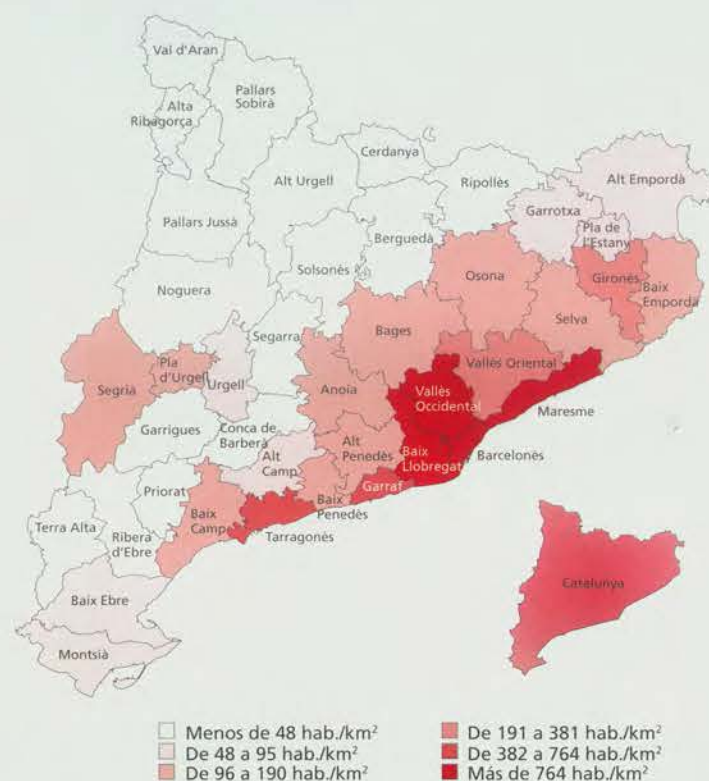 Val d'Aran
Pallars
Sobirà
Alta
Ribagorça
Cerdanya
Alt Urgell
Ripollès
Alt Empordà
Garrotxa
Pla de
l'Estany
Pallars Jussà
Berguedà
Solsonès
Osona
Gironès
Baix
Emporda
Noguera
Selva
Bages
Segarra
Vallès Oriental
Pla
d'Urgell
Segrià
Urgell
Anoia
Vallès
Occidental
Maresme
Garrigues
Conca de
Barberà
Alt
Penedès
Alt
Camp
Baix
Llobregat
Barcelonès
Garraf
Priorat
Baix
Penedès
Baix
Camp
Tarragonès
Terra Alta
Ribera
d'Ebre
Catalunya
Baix Ebre
Montsià
Menos de 48 hab./km²
De 48 a 95 hab./km²
De 96 a 190 hab./km²
De 191 a 381 hab./km²
De 382 a 764 hab./km²
Más de 764 hab./km²